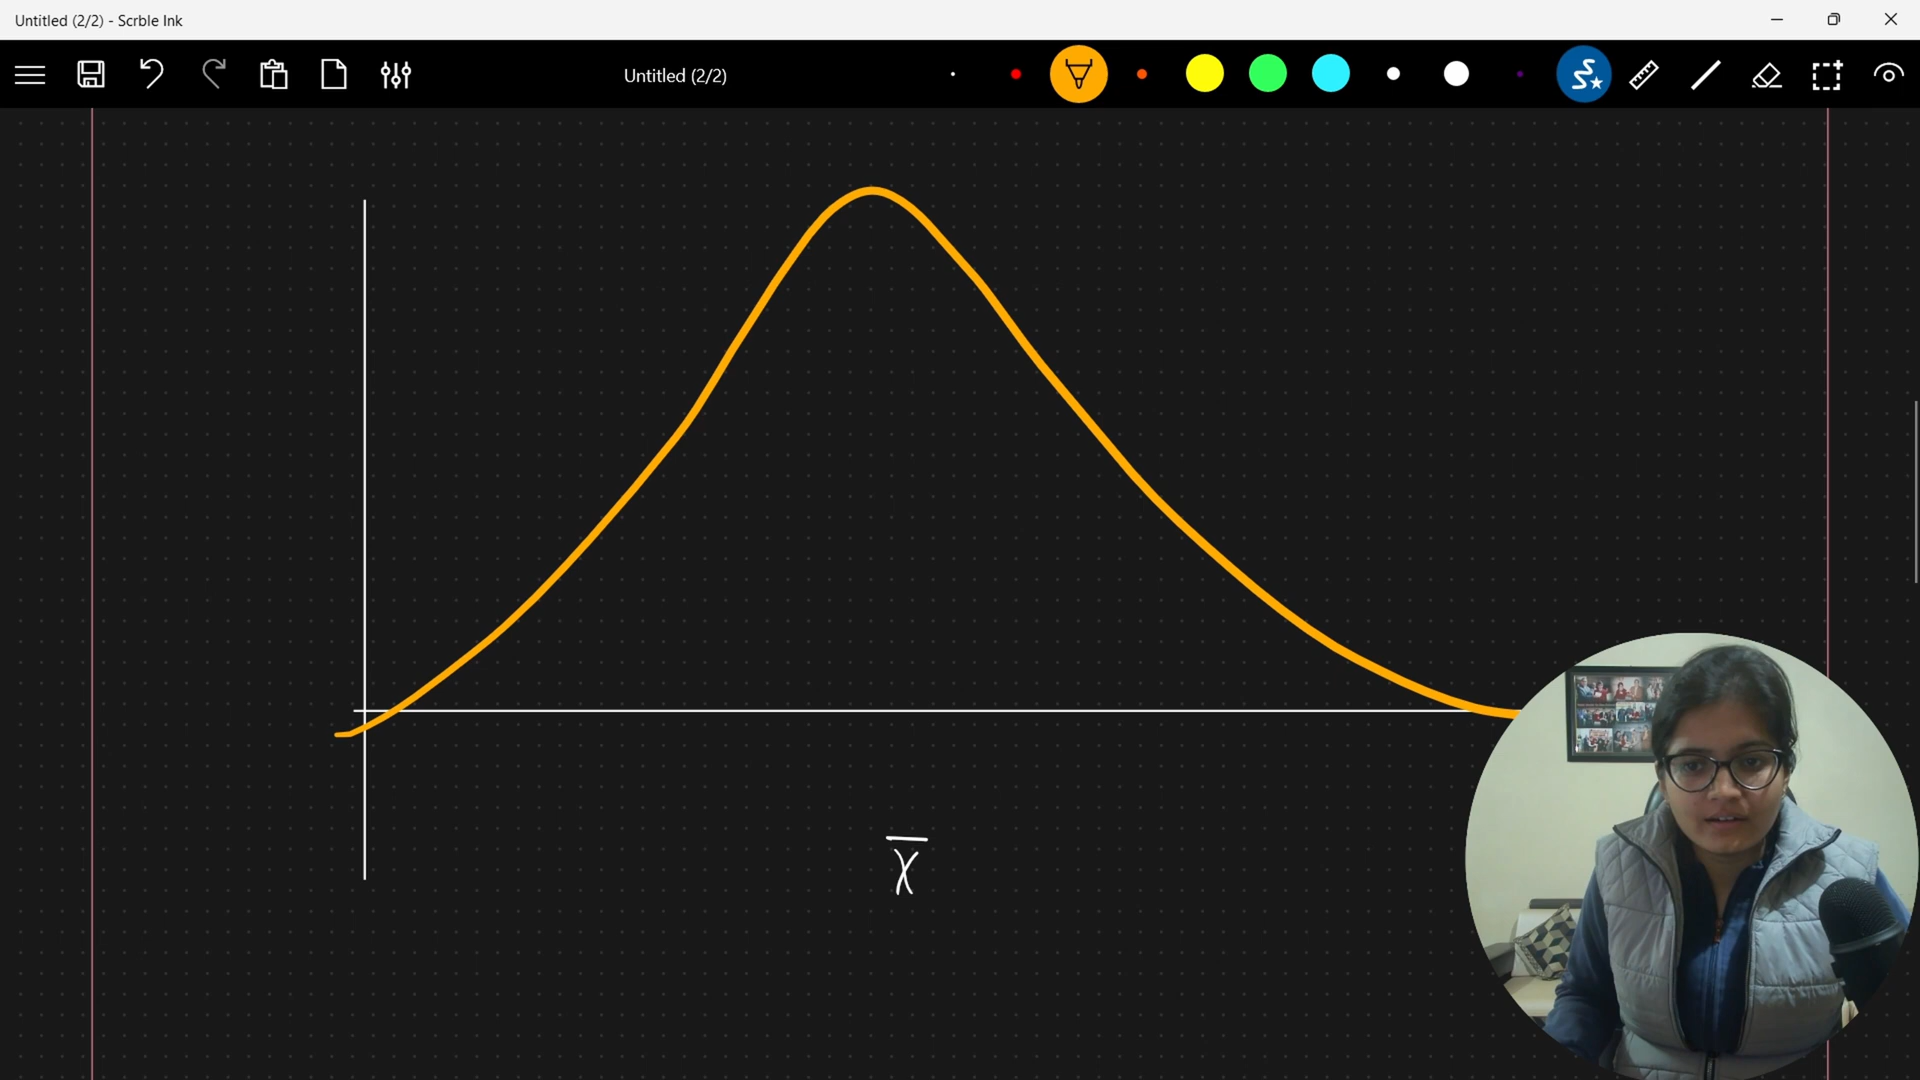 Untitled (2/2) - Scrble Ink
Untitled (2/2)
x̄